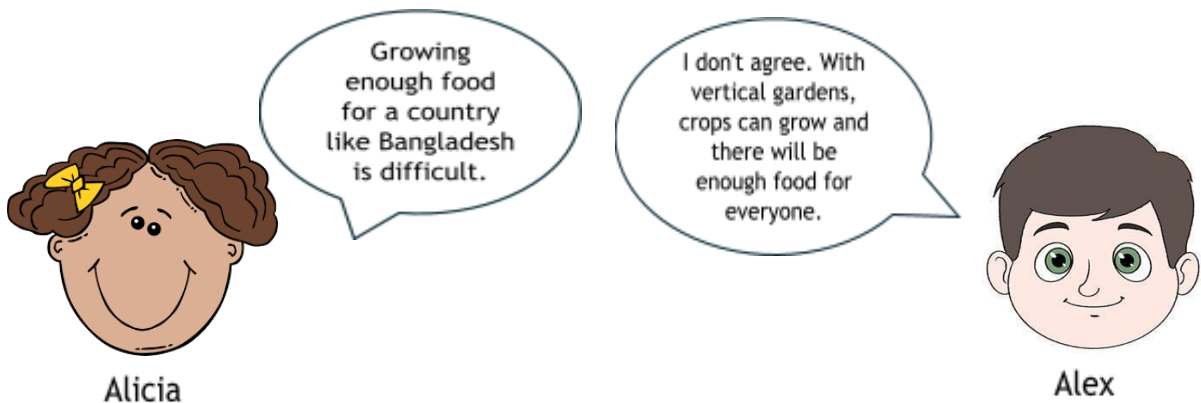 Growing
enough food
for a country
like Bangladesh
is difficult.
I don't agree. With
vertical gardens,
crops can grow and
there will be
enough food for
everyone.
Alicia
Alex